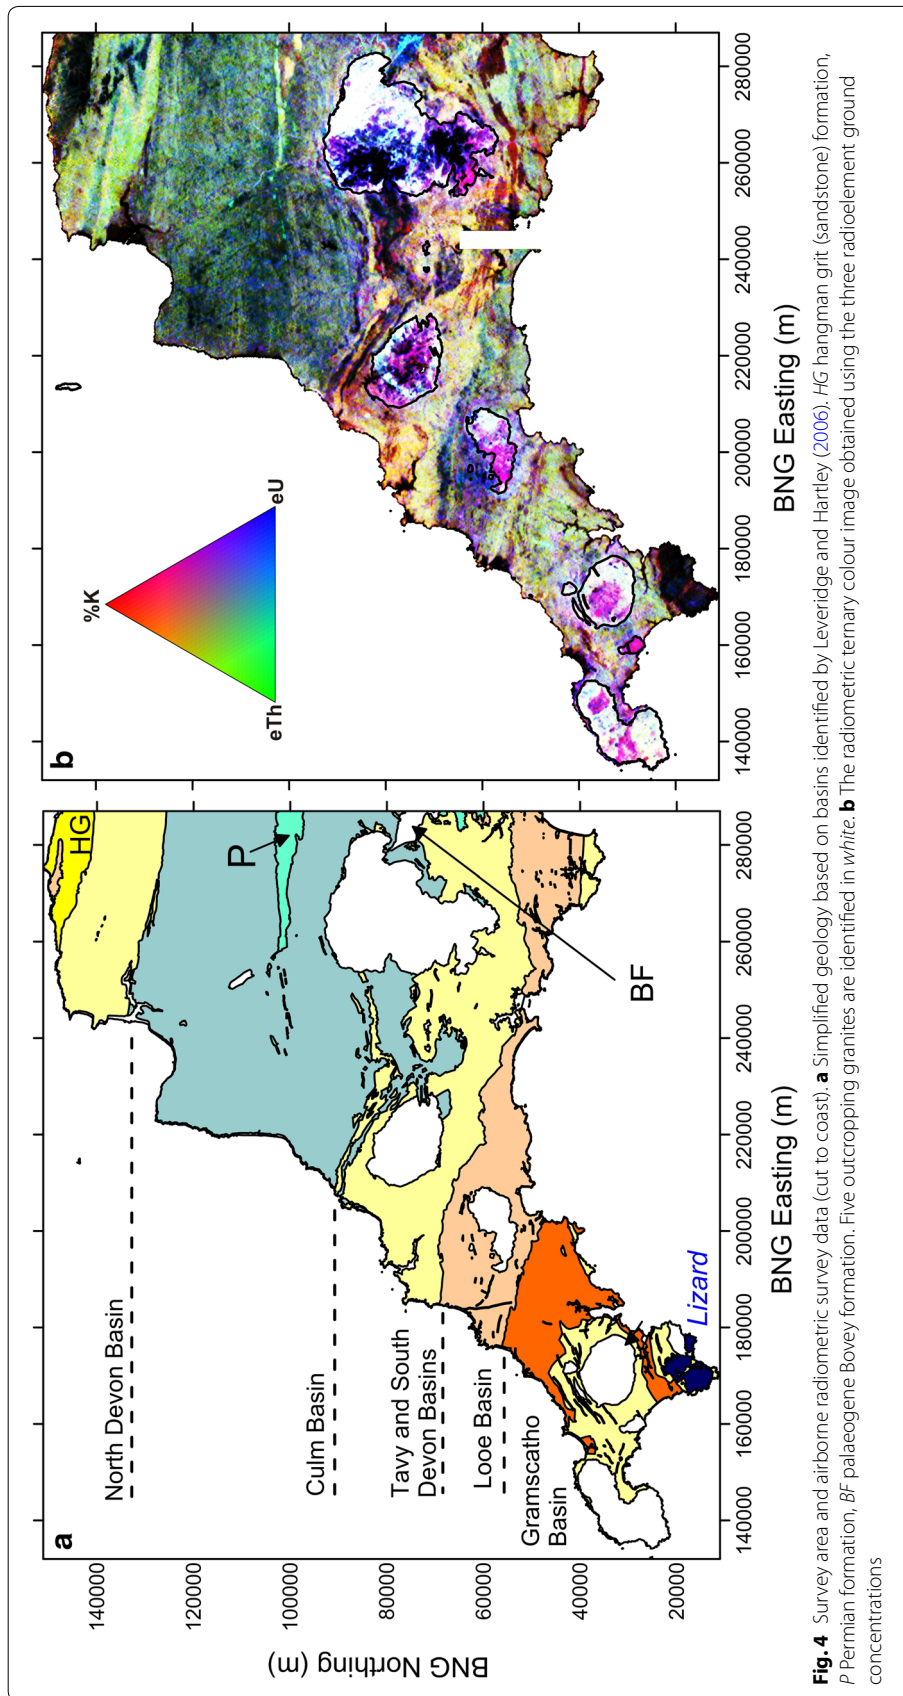 a
North Devon Basin
Culm Basin
Tavy and South
Devon Basins
Looe Basin
Gramscatho
Basin
HG
P
BF
Lizard
BNG Northing (m)
140000
120000
100000
80000
60000
40000
20000
140000
160000
180000
200000
220000
240000
260000
280000
BNG Easting (m)
b
%K
eTh
eU
140000
160000
180000
200000
220000
240000
260000
280000
BNG Easting (m)
Fig. 4 Survey area and airborne radiometric survey data (cut to coast). a Simplified geology based on basins identified by Leveridge and Hartley (2006). HG hangman grit (sandstone) formation,
P Permian formation, BF palaeogene Bovey formation. Five outcropping granites are identified in white. b The radiometric ternary colour image obtained using the three radioelement ground
concentrations